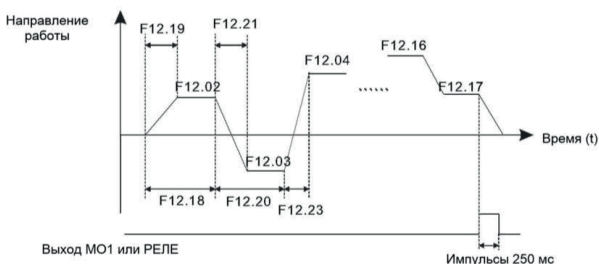 Направление
работы
F12.19
F12.21
F12.16
F12.04
F12.02
F12.17
Время (t)
F12.03
F12.18
F12.20
F12.23
Выход МО1 или РЕЛЕ
Импульсы 250 мс